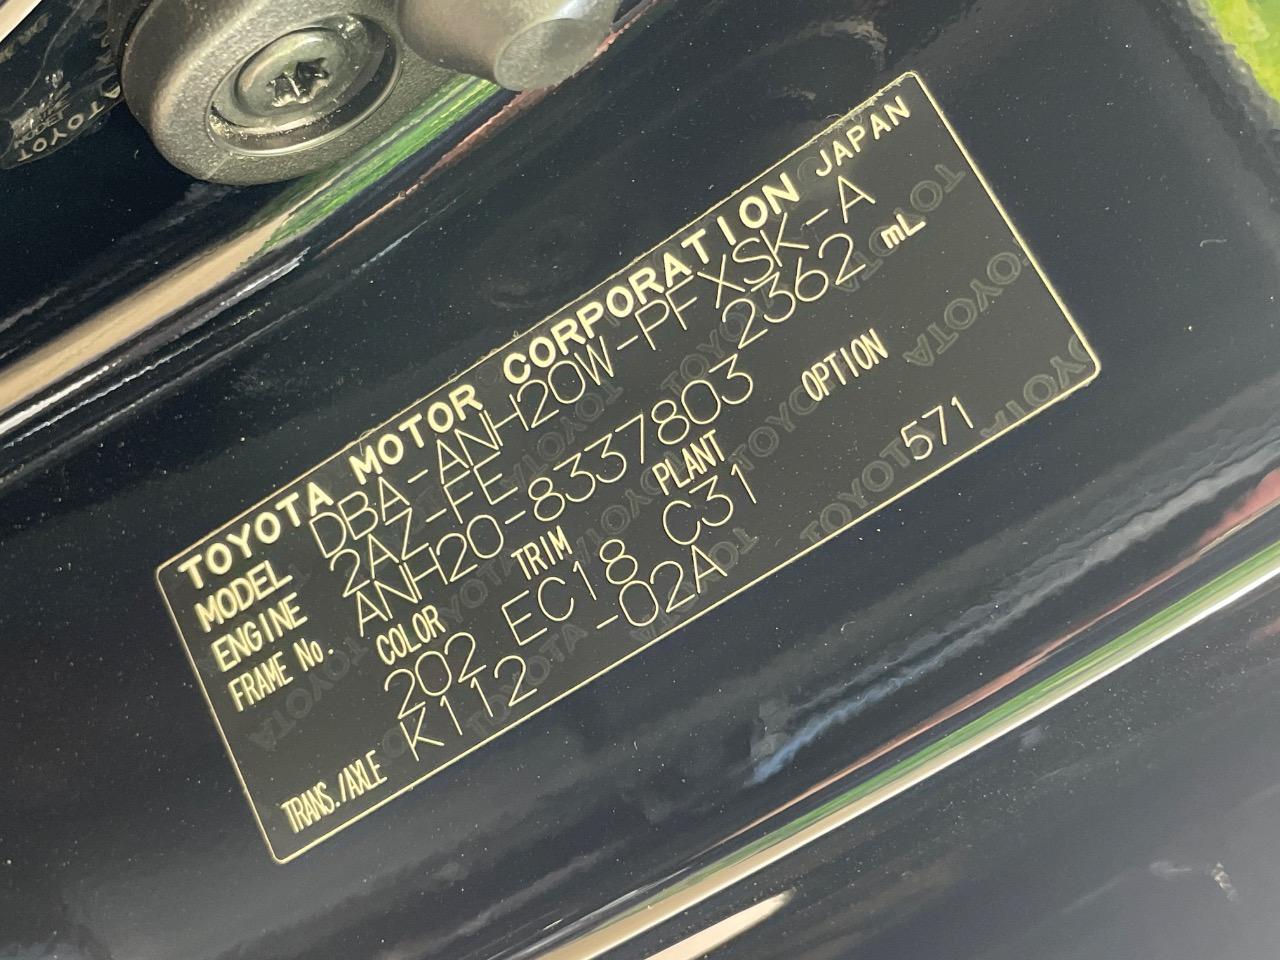 TOYOTA MOTOR CORPORATION JAPAN
MODEL DBA-ANH20W-PFXSK-A
ENGINE 2AZ-FE 2362 mL
FRAME No. ANH20-8337803
COLOR TRIM PLANT OPTION
202 EC18 C31 571
TRANS./AXLE K112 -02A